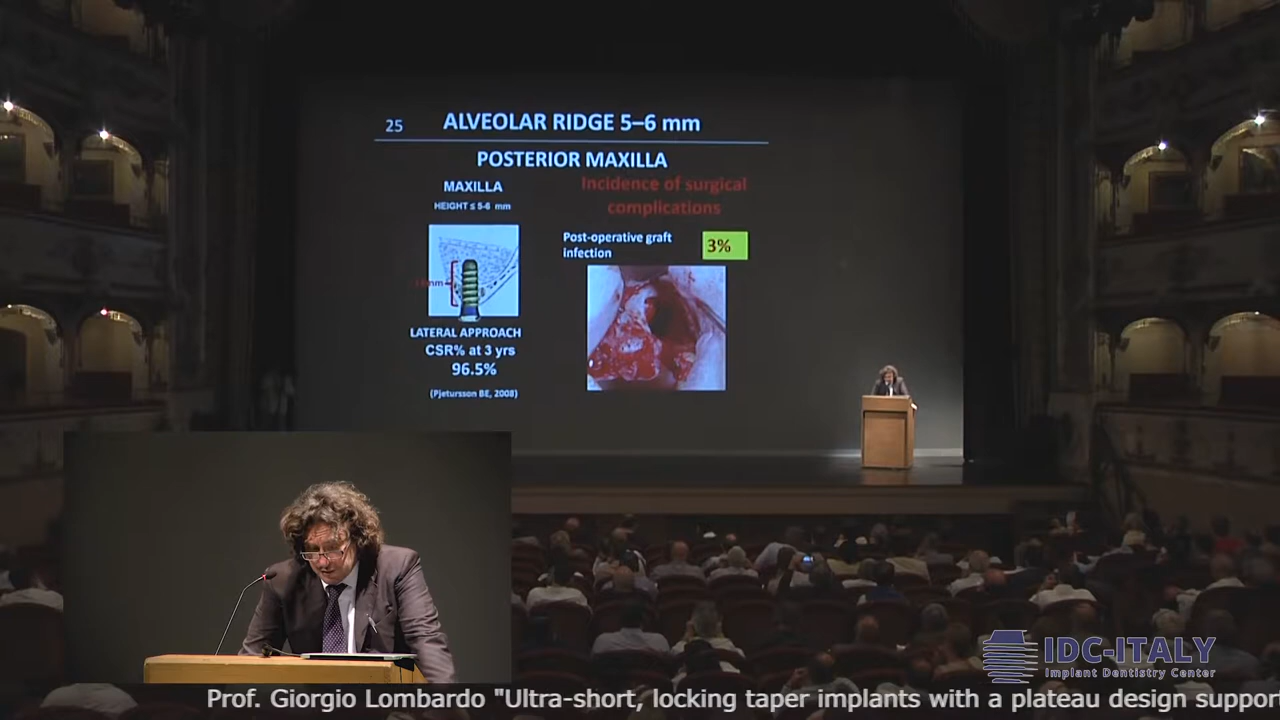 25
ALVEOLAR RIDGE 5–6 mm
POSTERIOR MAXILLA
MAXILLA
HEIGHT ≤ 5-6 mm
Incidence of surgical
complications
Post-operative graft
infection
3%
mm
LATERAL APPROACH
CSR% at 3 yrs
96.5%
(Pjetursson BE, 2008)
IDC-ITALY
Implant Dentistry Center
Prof. Giorgio Lombardo "Ultra-short, locking taper implants with a plateau design suppor